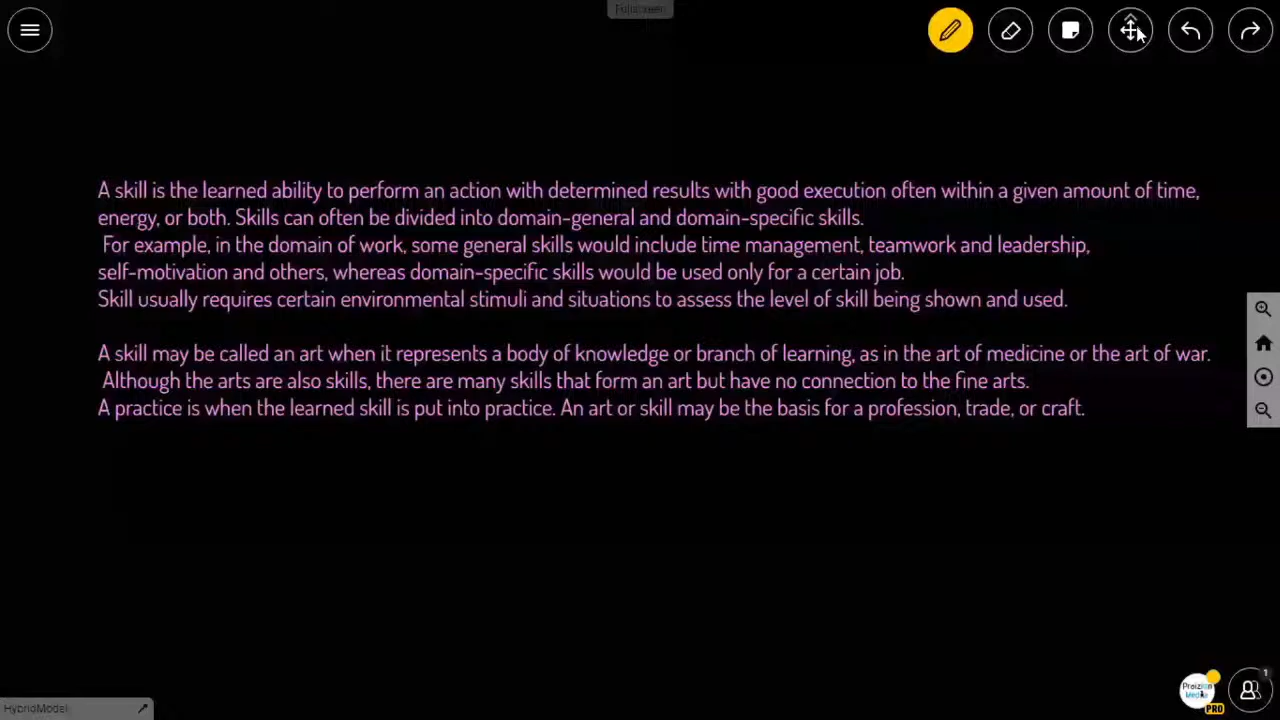 Fullscreen
A skill is the learned ability to perform an action with determined results with good execution often within a given amount of time,
energy, or both. Skills can often be divided into domain-general and domain-specific skills.
For example, in the domain of work, some general skills would include time management, teamwork and leadership,
self-motivation and others, whereas domain-specific skills would be used only for a certain job.
Skill usually requires certain environmental stimuli and situations to assess the level of skill being shown and used.
A skill may be called an art when it represents a body of knowledge or branch of learning, as in the art of medicine or the art of war.
Although the arts are also skills, there are many skills that form an art but have no connection to the fine arts.
A practice is when the learned skill is put into practice. An art or skill may be the basis for a profession, trade, or craft.
1
PRO
HybridModel